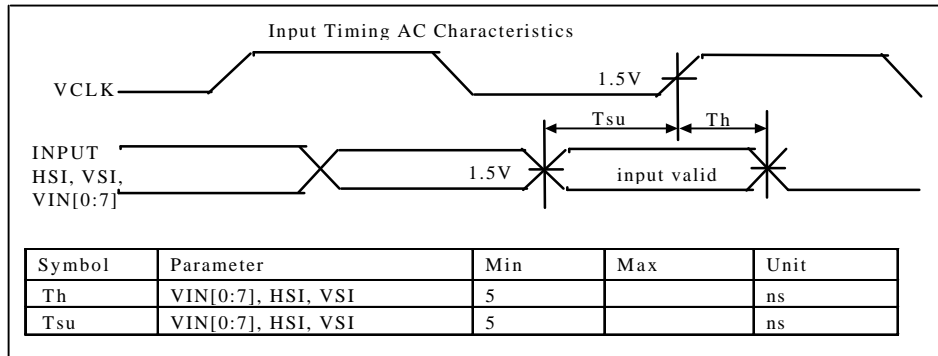 Input Timing AC Characteristics
VCLK
1.5V
Tsu Th
INPUT
HSI, VSI,
VIN[0:7]
1.5V
input valid
Symbol Parameter Min Max Unit
Th VIN[0:7], HSI, VSI 5 ns
Tsu VIN[0:7], HSI, VSI 5 ns